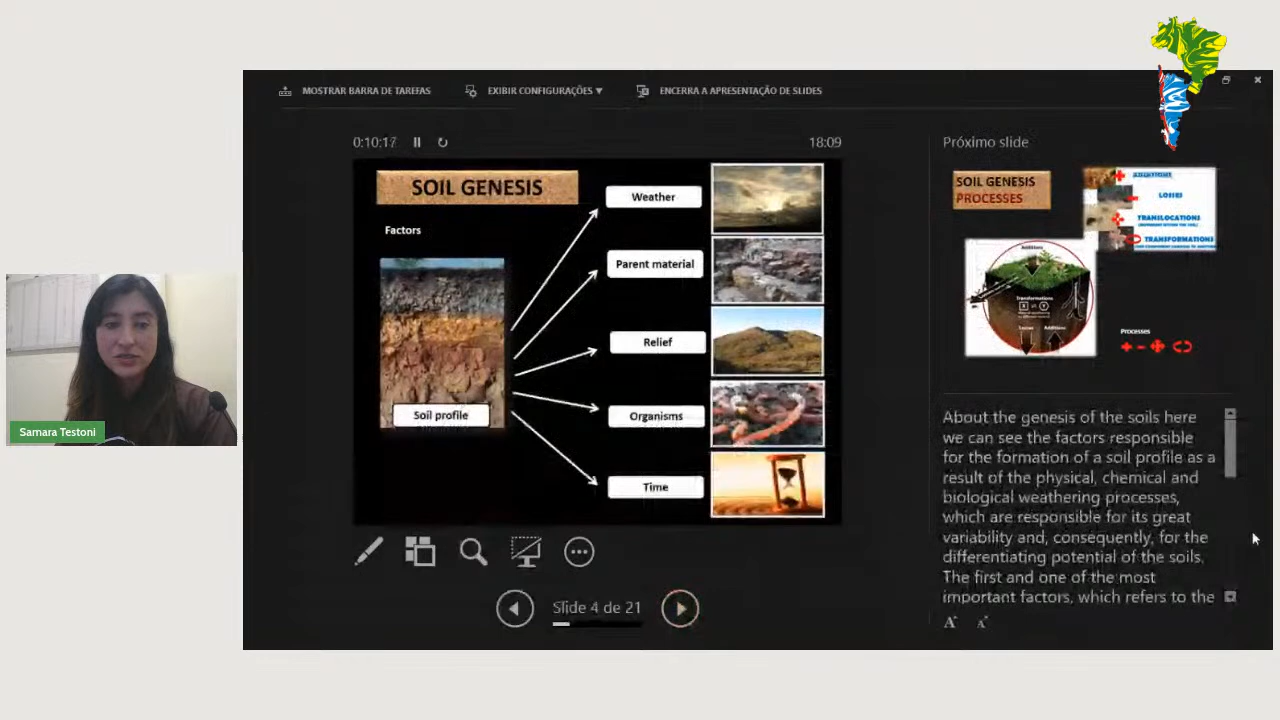 MOSTRAR BARRA DE TAREFAS
EXIBIR CONFIGURAÇÕES ▼
ENCERRA A APRESENTAÇÃO DE SLIDES
0:10:17
18:09
SOIL GENESIS
Factors
Soil profile
Weather
Parent material
Relief
Organisms
Time
Slide 4 de 21
Próximo slide
SOIL GENESIS
PROCESSES
LOSSES
TRANSLOCATIONS
TRANSFORMATIONS
Additions
Transformations
Losses
Additions
Processes
About the genesis of the soils here
we can see the factors responsible
for the formation of a soil profile as a
result of the physical, chemical and
biological weathering processes,
which are responsible for its great
variability and, consequently, for the
differentiating potential of the soils.
The first and one of the most
important factors, which refers to the
A
A
Samara Testoni